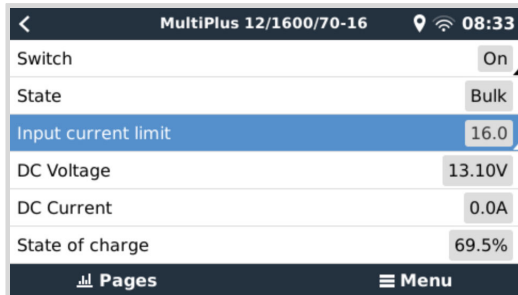 MultiPlus 12/1600/70-16 08:33
Switch On
State Bulk
Input current limit 16.0
DC Voltage 13.10V
DC Current 0.0A
State of charge 69.5%
Pages Menu